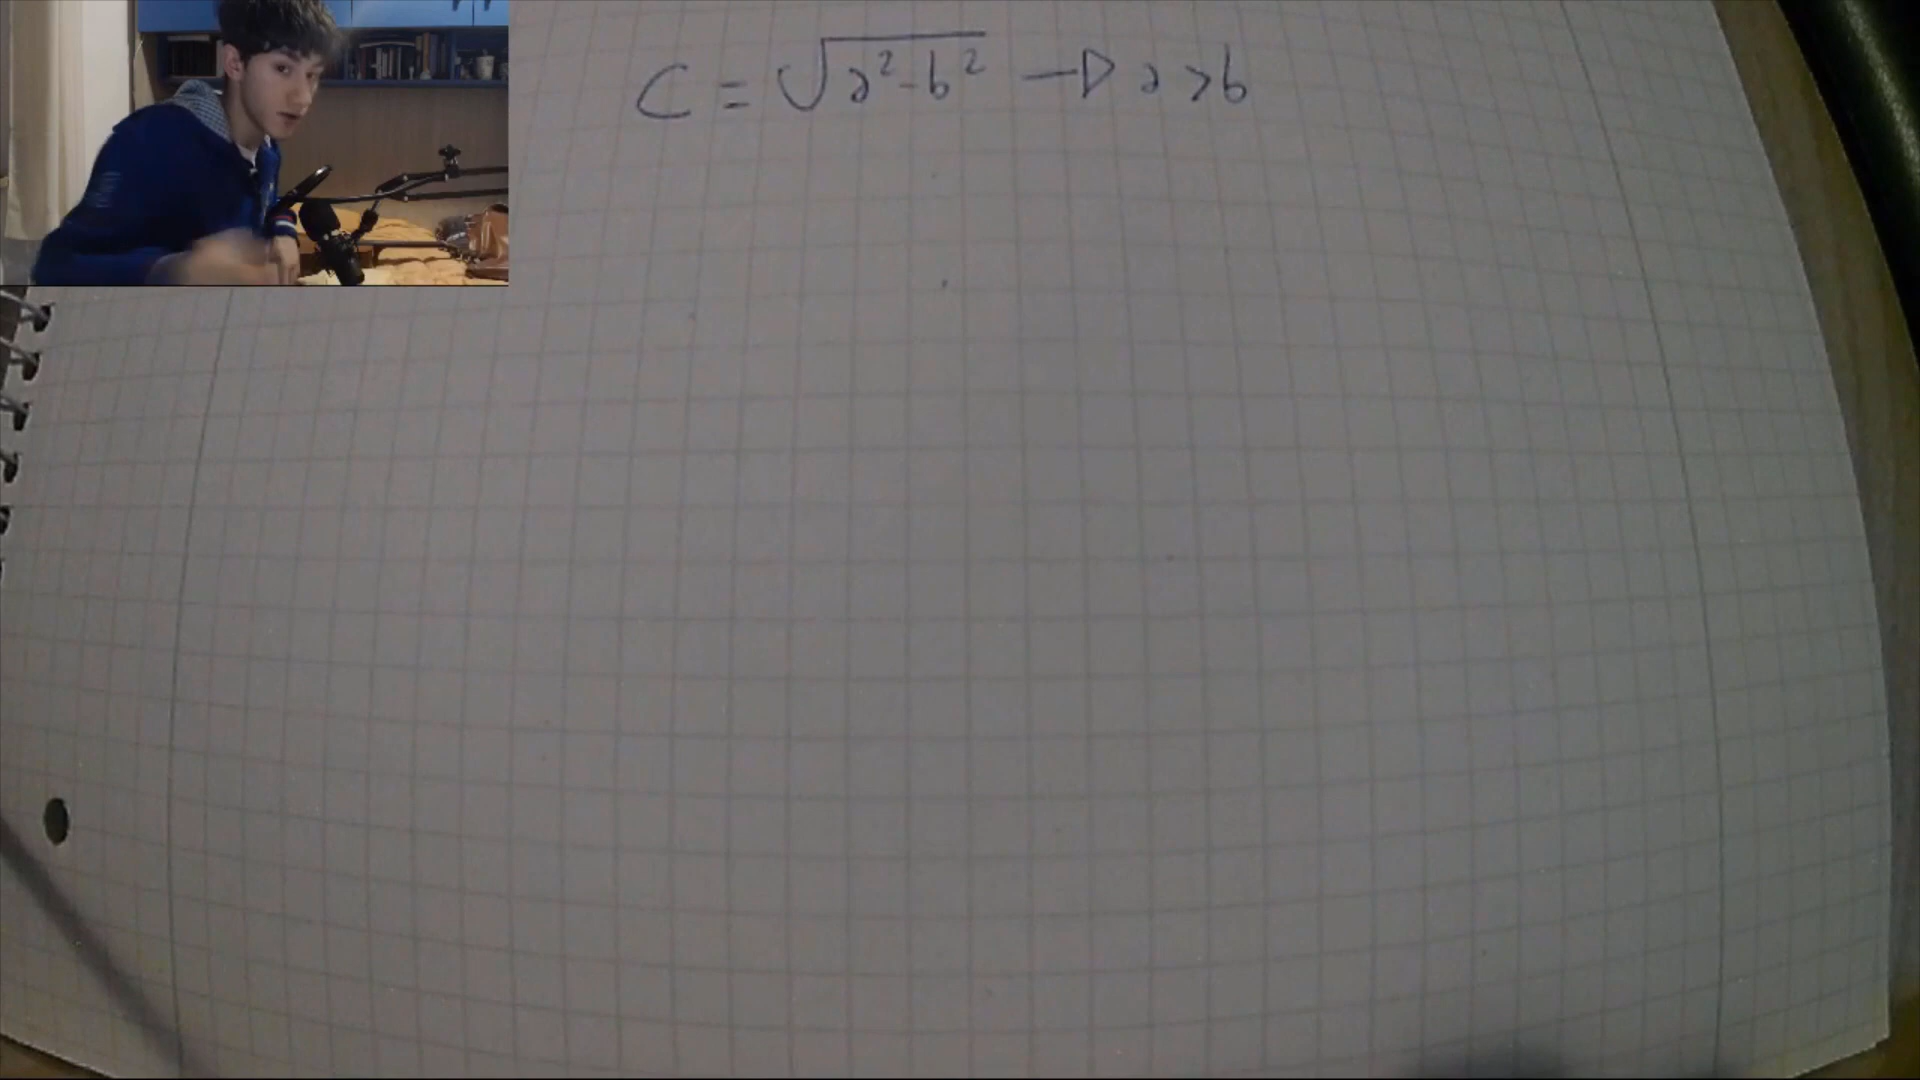 C = √a²-b² → a > b